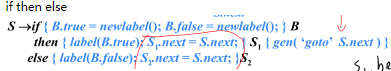 if then else
S →if { B.true = newlabel(); B.false = newlabel(); } B
then { label(B.true); S₁.next = S.next; } S₁ { gen( ‘goto’ S.next ) }
else { label(B.false); S₂.next = S.next; }S₂